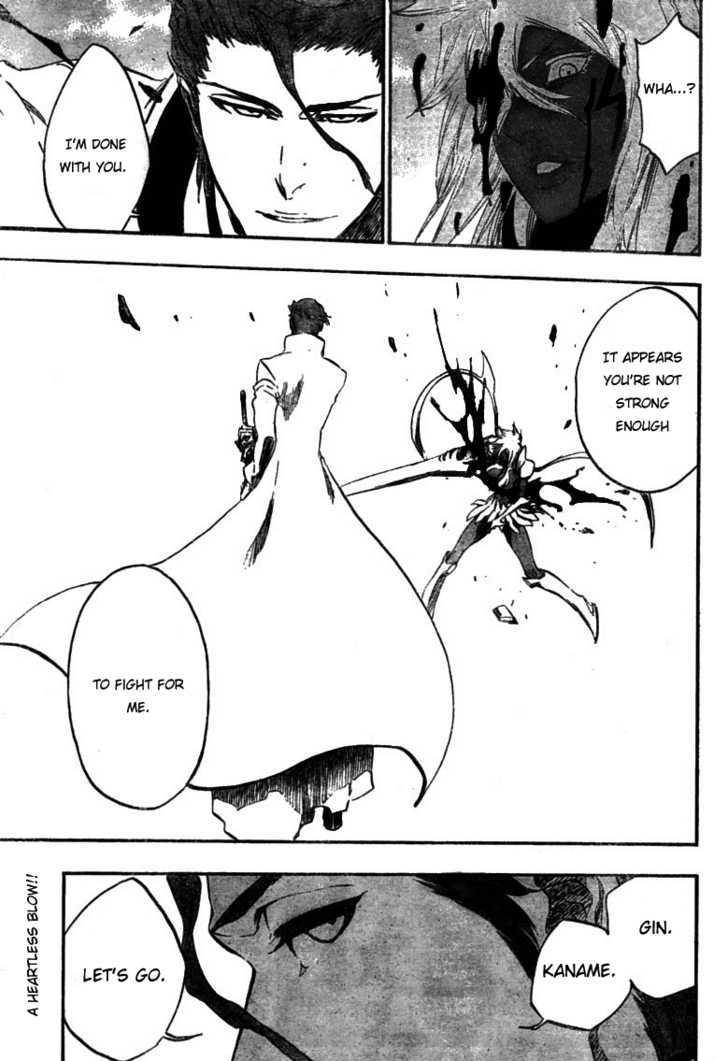 WHA...?
I'M DONE
WITH YOU.
IT APPEARS
YOU'RE NOT
STRONG
ENOUGH
TO FIGHT FOR
ME.
GIN.
KANAME.
LET'S GO.
A HEARTLESS BLOW!!